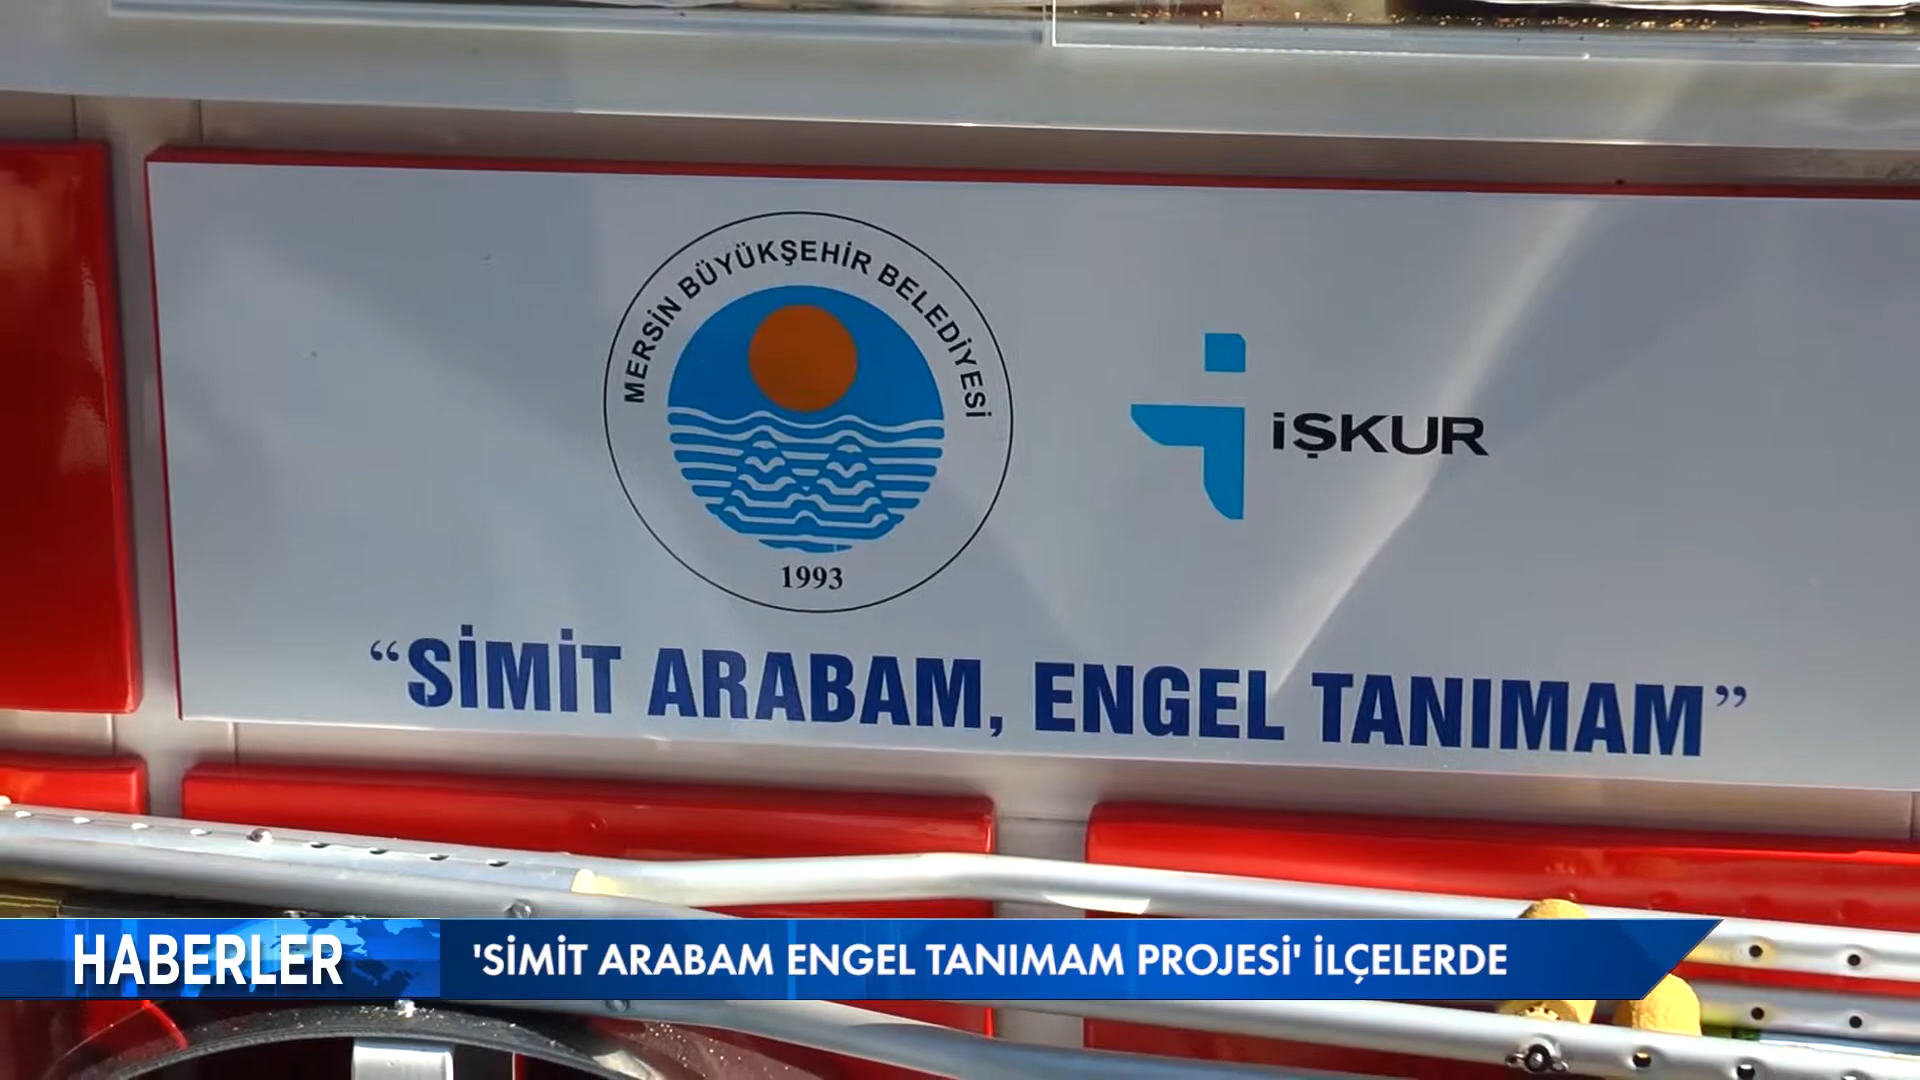 MERSİN BÜYÜKŞEHİR BELEDİYESİ
1993
İŞKUR
“SİMİT ARABAM, ENGEL TANIMAM”
HABERLER
'SİMİT ARABAM ENGEL TANIMAM PROJESİ' İLÇELERDE